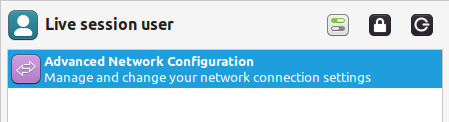 Live session user
Advanced Network Configuration
Manage and change your network connection settings